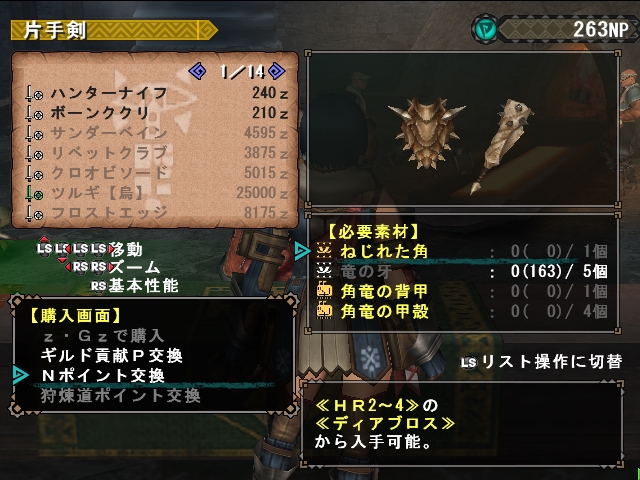 片手剣
263NP
1/14
ハンターナイフ 240z
ボーンククリ 210z
サンダーベイン 4595z
リベットクラブ 3875z
クロオビソード 5015z
ツルギ【烏】 25000z
フロストエッジ 8175z
LS LS LS LS 移動
RS RS ズーム
RS 基本性能
【購入画面】
z・Gzで購入
ギルド貢献P交換
Nポイント交換
狩煉道ポイント交換
【必要素材】
ねじれた角 : 0( 0)/ 1個
竜の牙 : 0(163)/ 5個
角竜の背甲 : 0( 0)/ 1個
角竜の甲殻 : 0( 0)/ 4個
LS リスト操作に切替
≪HR2～4≫の
≪ディアブロス≫
から入手可能。